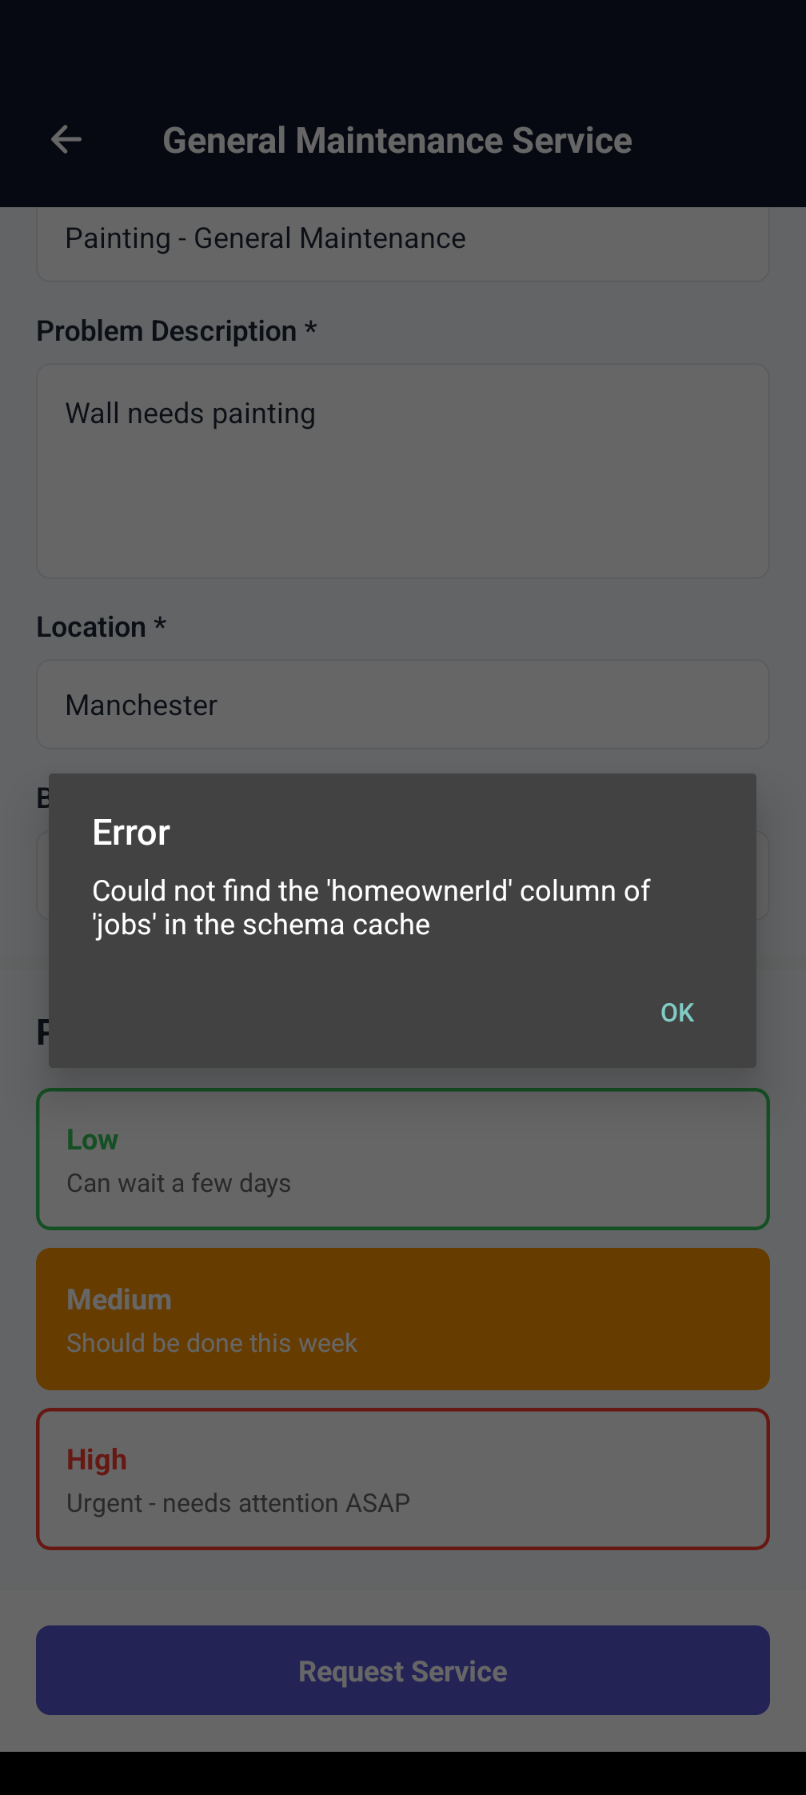 General Maintenance Service
Painting - General Maintenance
Problem Description *
Wall needs painting
Location *
Manchester
Error
Could not find the 'homeownerId' column of
'jobs' in the schema cache
OK
Low
Can wait a few days
Medium
Should be done this week
High
Urgent - needs attention ASAP
Request Service